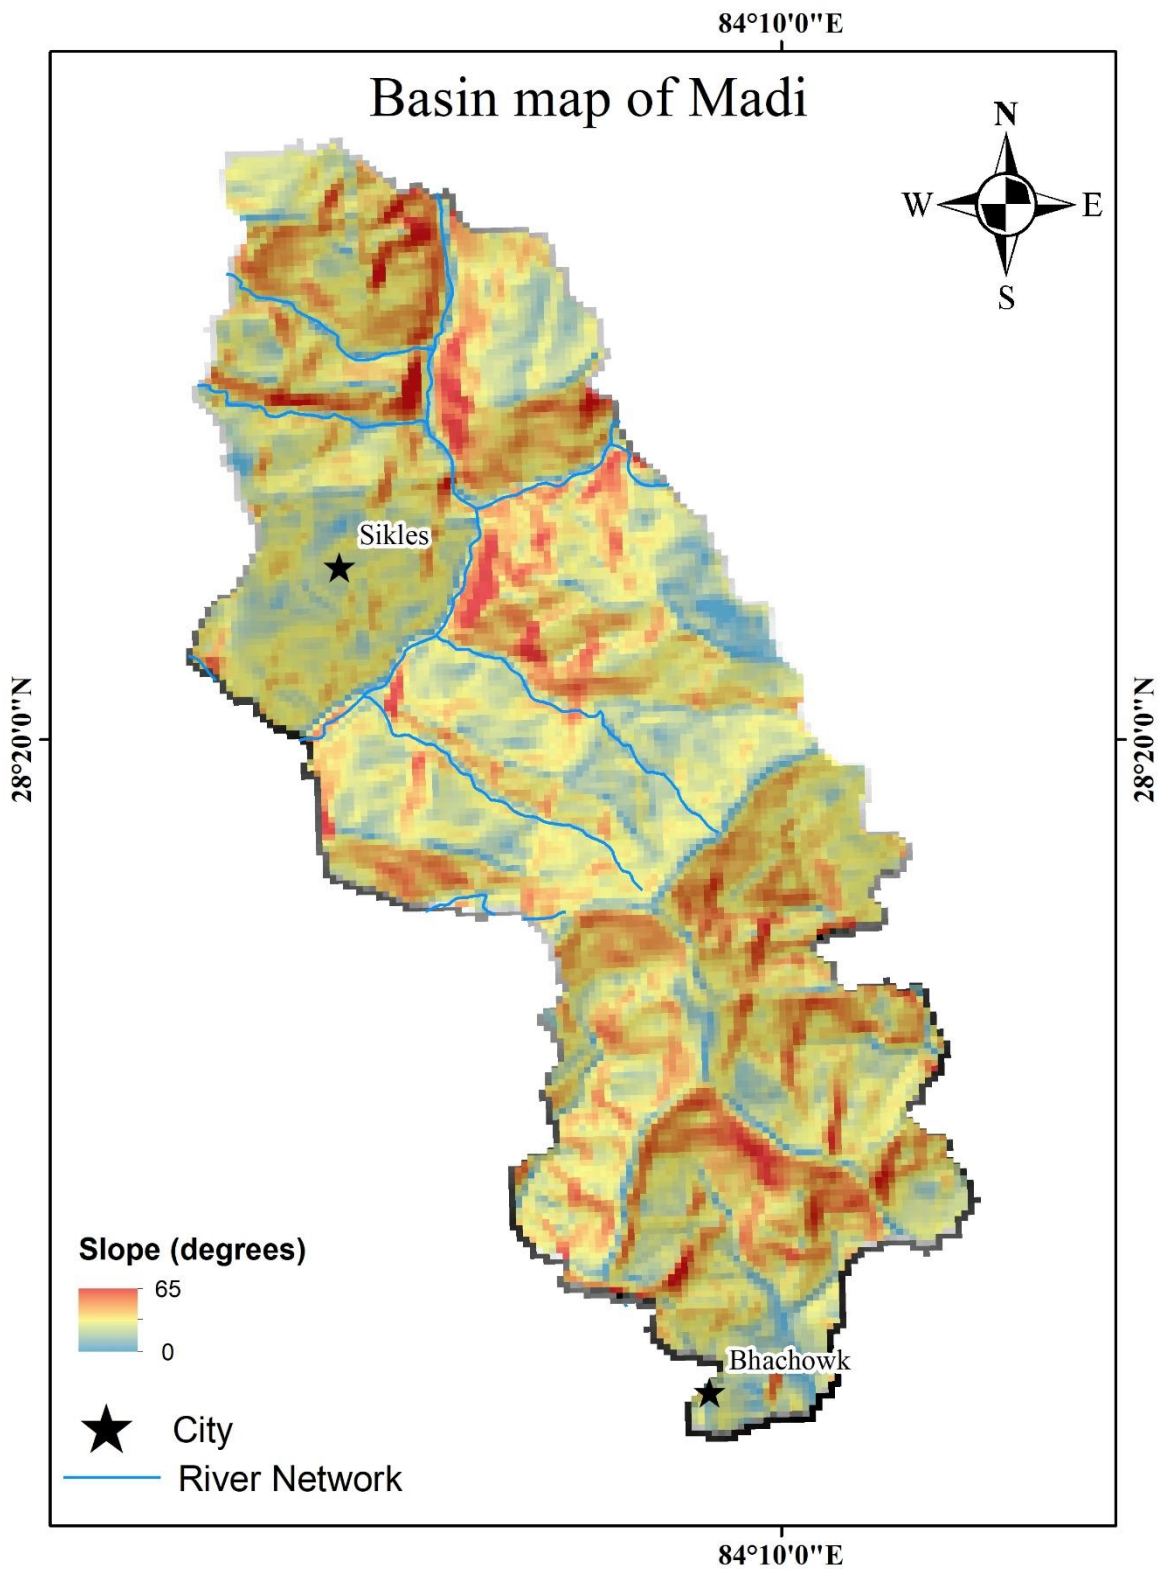 84°10'0"E
Basin map of Madi
N
W
E
S
Sikles
28°20'0"N
28°20'0"N
Slope (degrees)
65
0
Bhachowk
City
River Network
84°10'0"E